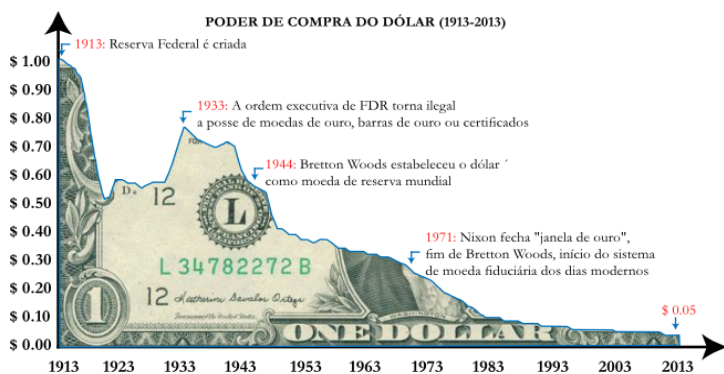 PODER DE COMPRA DO DÓLAR (1913-2013)
1913: Reserva Federal é criada
$ 1.00
1933: A ordem executiva de FDR torna ilegal
a posse de moedas de ouro, barras de ouro ou certificados
$ 0.90
$ 0.80
$ 0.70
1944: Bretton Woods estabeleceu o dólar ´
como moeda de reserva mundial
$ 0.60
$ 0.50
$ 0.40
1971: Nixon fecha "janela de ouro",
fim de Bretton Woods, início do sistema
de moeda fiduciária dos dias modernos
$ 0.30
$ 0.20
$ 0.10
$ 0.00
$ 0.05
D
12
L
L 34782272 B
12
Katherine Davalos Ortega
1
WASHINGTON
ONE DOLLAR
1913 1923 1933 1943 1953 1963 1973 1983 1993 2003 2013